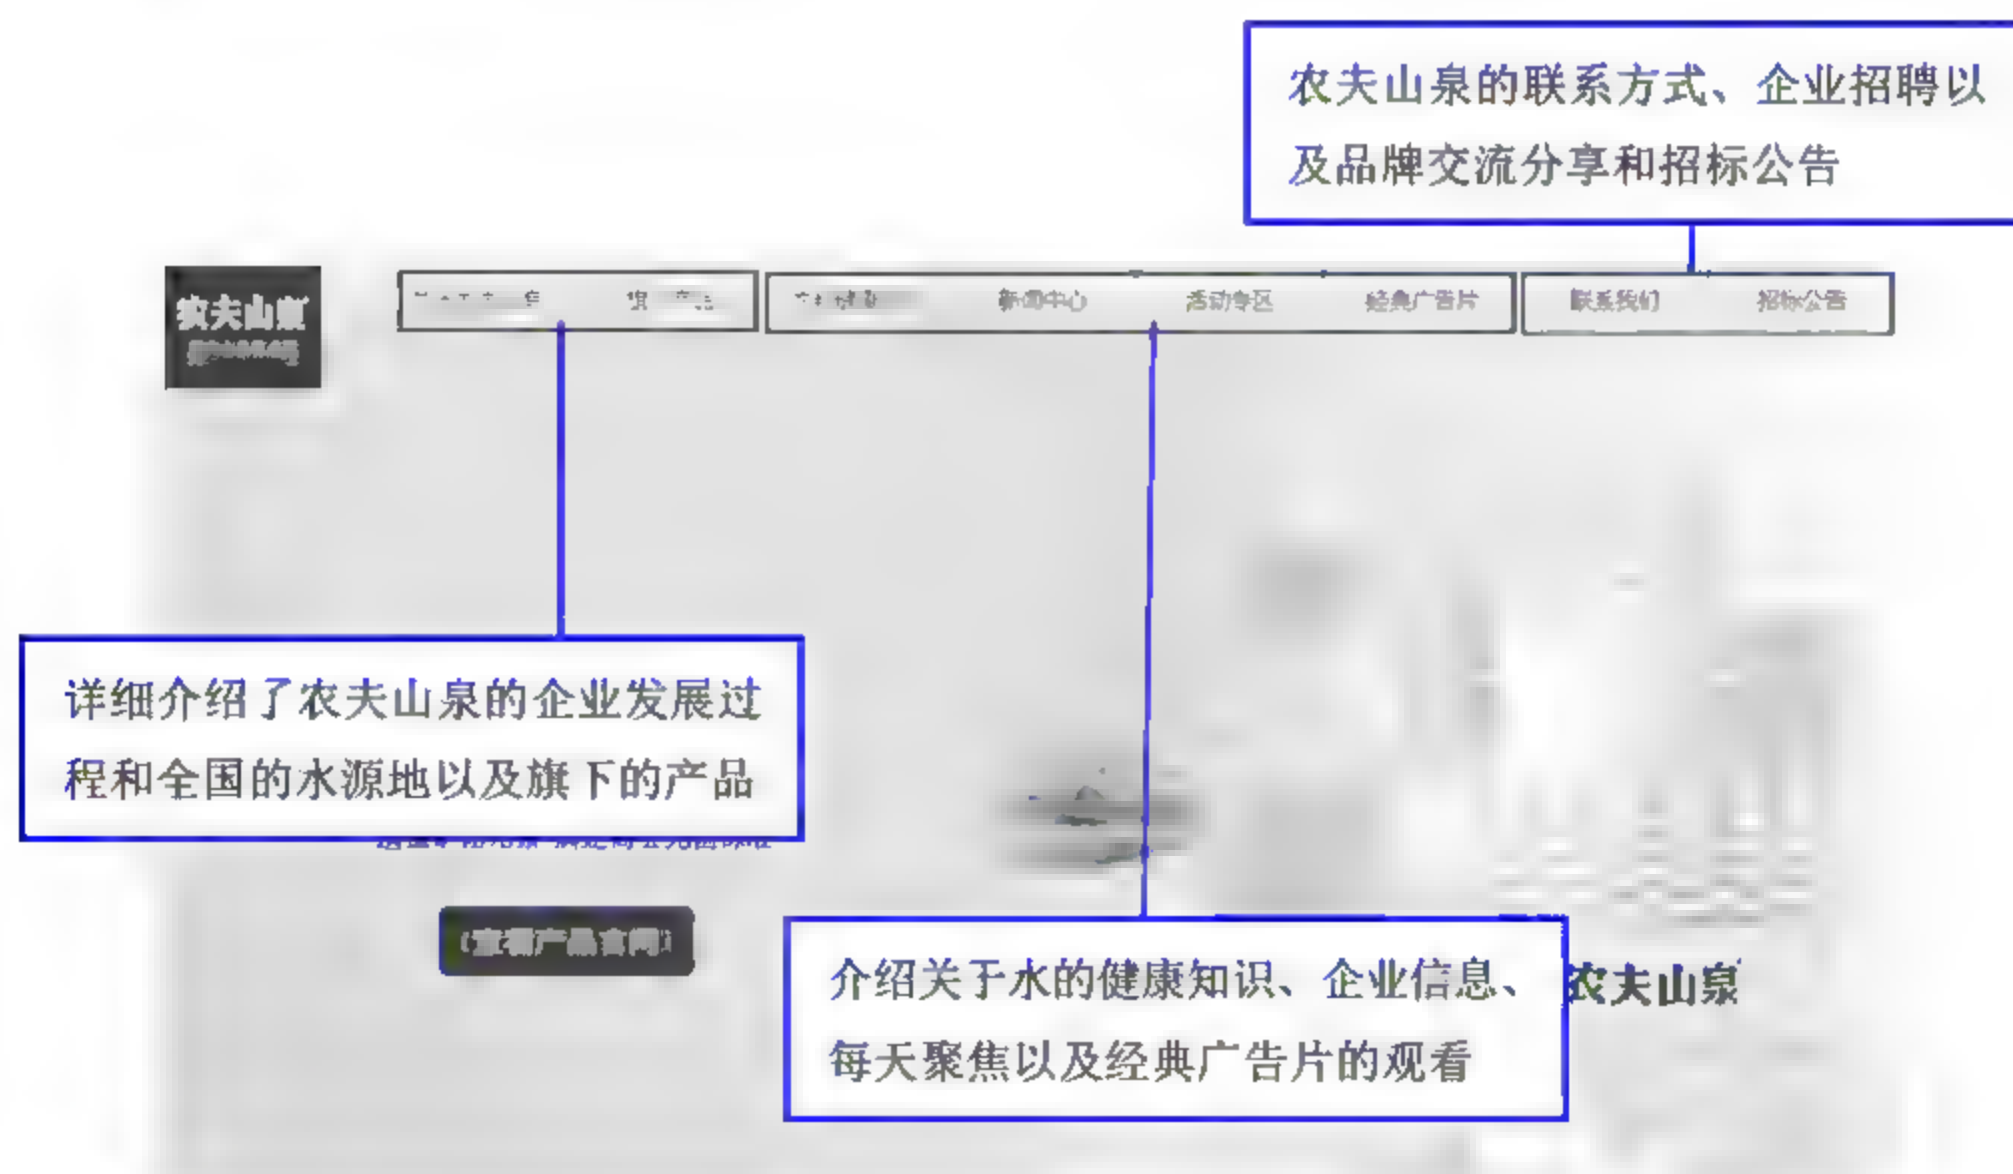 农夫山泉的联系方式、企业招聘以
及品牌交流分享和招标公告
农夫山泉
新闻中心
活动专区
经典广告片
联系我们
招标公告
详细介绍了农夫山泉的企业发展过
程和全国的水源地以及旗下的产品
介绍关于水的健康知识、企业信息、
每天聚焦以及经典广告片的观看
农夫山泉